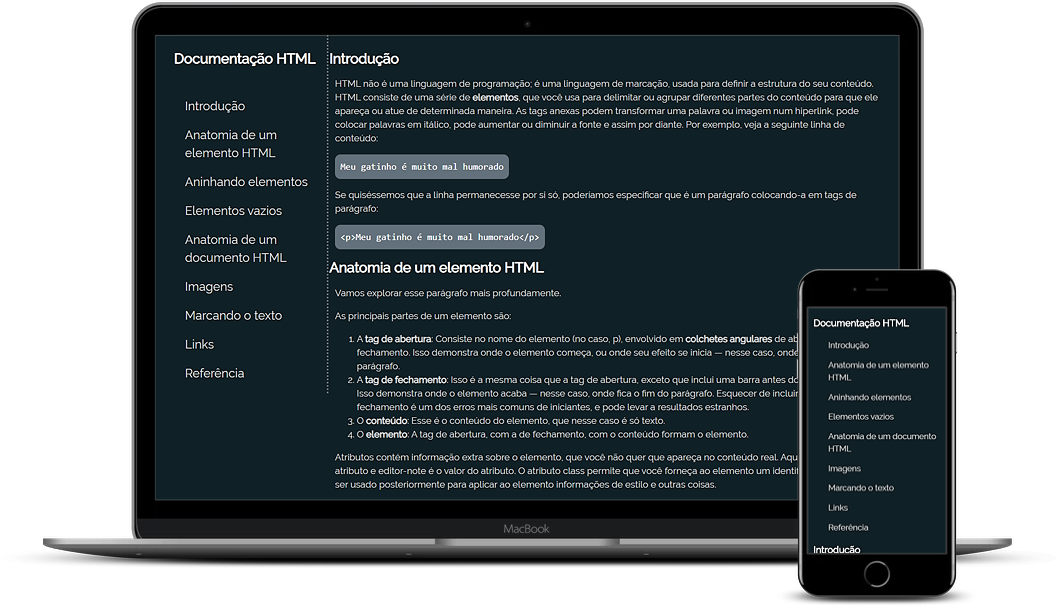 Documentação HTML
Introdução
Anatomia de um
elemento HTML
Aninhando elementos
Elementos vazios
Anatomia de um
documento HTML
Imagens
Marcando o texto
Links
Referência
Introdução
HTML não é uma linguagem de programação; é uma linguagem de marcação, usada para definir a estrutura do seu conteúdo.
HTML consiste de uma série de elementos, que você usa para delimitar ou agrupar diferentes partes do conteúdo para que ele
apareça ou atue de determinada maneira. As tags anexas podem transformar uma palavra ou imagem num hiperlink, pode
colocar palavras em itálico, pode aumentar ou diminuir a fonte e assim por diante. Por exemplo, veja a seguinte linha de
conteúdo:
Meu gatinho é muito mal humorado
Se quiséssemos que a linha permanecesse por si só, poderíamos especificar que é um parágrafo colocando-a em tags de
parágrafo:
<p>Meu gatinho é muito mal humorado</p>
Anatomia de um elemento HTML
Vamos explorar esse parágrafo mais profundamente.
As principais partes de um elemento são:
1. A tag de abertura: Consiste no nome do elemento (no caso, p), envolvido em colchetes angulares de ab
fechamento. Isso demonstra onde o elemento começa, ou onde seu efeito se inicia — nesse caso, onde
parágrafo.
2. A tag de fechamento: Isso é a mesma coisa que a tag de abertura, exceto que inclui uma barra antes do
Isso demonstra onde o elemento acaba — nesse caso, onde fica o fim do parágrafo. Esquecer de incluir
fechamento é um dos erros mais comuns de iniciantes, e pode levar a resultados estranhos.
3. O conteúdo: Esse é o conteúdo do elemento, que nesse caso é só texto.
4. O elemento: A tag de abertura, com a de fechamento, com o conteúdo formam o elemento.
Atributos contém informação extra sobre o elemento, que você não quer que apareça no conteúdo real. Aqu
atributo e editor-note é o valor do atributo. O atributo class permite que você forneça ao elemento um identif
ser usado posteriormente para aplicar ao elemento informações de estilo e outras coisas.
MacBook
Documentação HTML
Introdução
Anatomia de um elemento
HTML
Aninhando elementos
Elementos vazios
Anatomia de um documento
HTML
Imagens
Marcando o texto
Links
Referência
Introdução